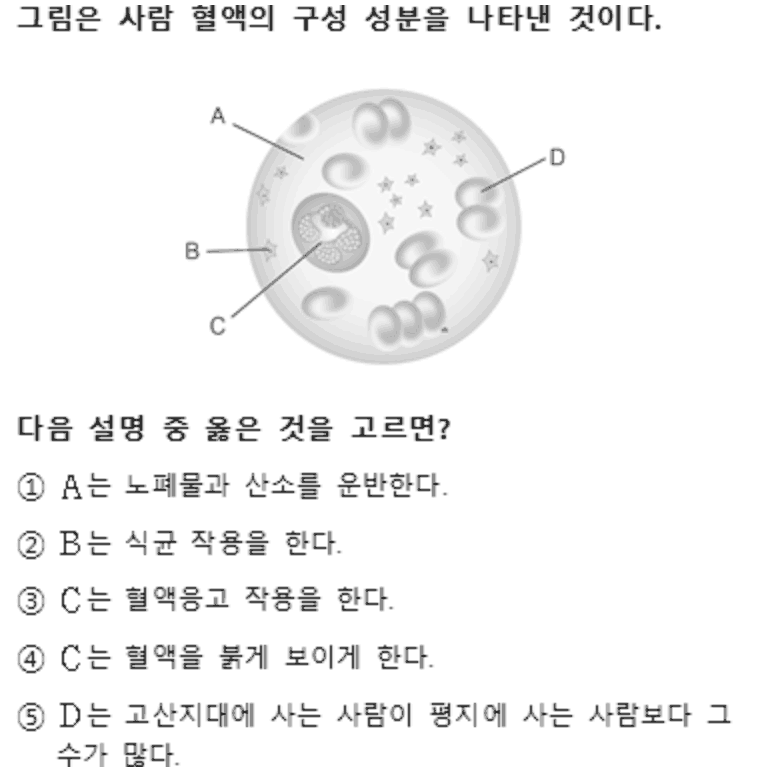 그림은 사람 혈액의 구성 성분을 나타낸 것이다.
A
D
B
C
다음 설명 중 옳은 것을 고르면?
① A는 노폐물과 산소를 운반한다.
② B는 식균 작용을 한다.
③ C는 혈액응고 작용을 한다.
④ C는 혈액을 붉게 보이게 한다.
⑤ D는 고산지대에 사는 사람이 평지에 사는 사람보다 그
수가 많다.